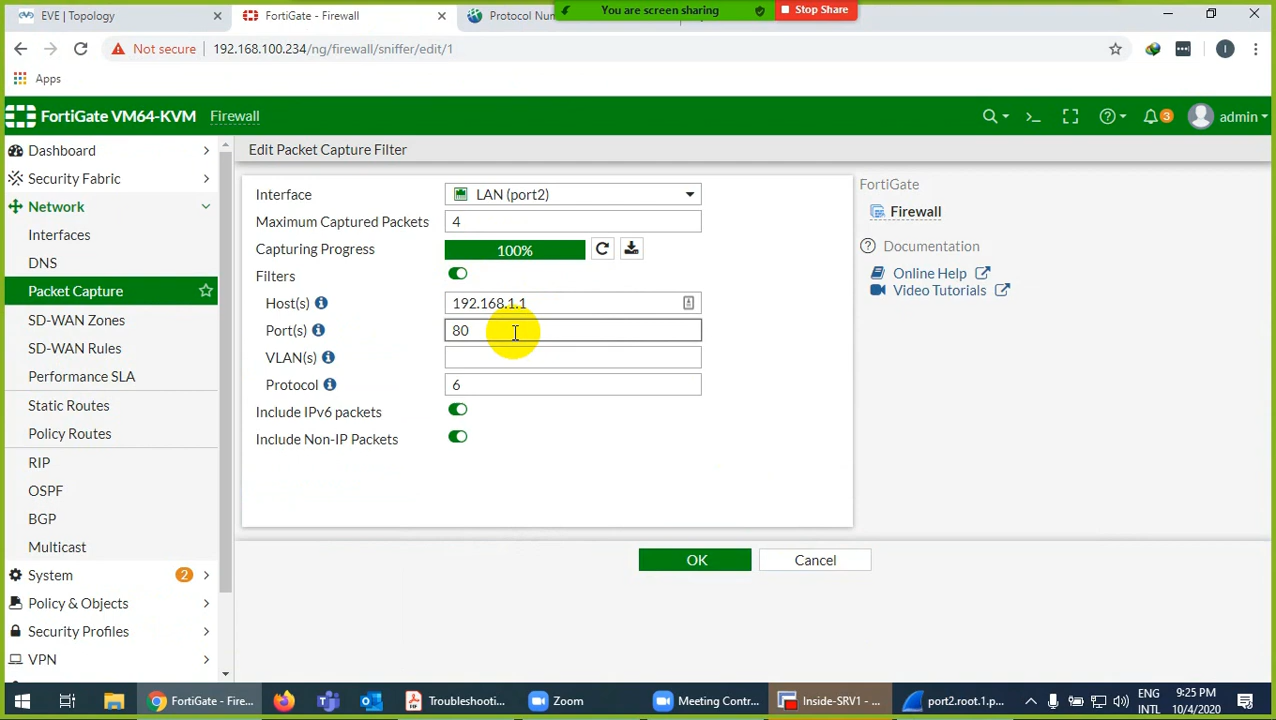 EVE | Topology
FortiGate - Firewall
Protocol Num
You are screen sharing
Stop Share
Not secure
192.168.100.234/ng/firewall/sniffer/edit/1
Apps
FortiGate VM64-KVM
Firewall
3
admin
Dashboard
Security Fabric
Network
Interfaces
DNS
Packet Capture
SD-WAN Zones
SD-WAN Rules
Performance SLA
Static Routes
Policy Routes
RIP
OSPF
BGP
Multicast
System 2
Policy & Objects
Security Profiles
VPN
Edit Packet Capture Filter
Interface LAN (port2)
Maximum Captured Packets 4
Capturing Progress 100%
Filters
Host(s) 192.168.1.1
Port(s) 80
VLAN(s)
Protocol 6
Include IPv6 packets
Include Non-IP Packets
OK
Cancel
FortiGate
Firewall
Documentation
Online Help
Video Tutorials
FortiGate - Fire...
Troubleshooti...
Zoom
Meeting Contr...
Inside-SRV1 - ...
port2.root.1.p...
ENG
INTL
9:25 PM
10/4/2020